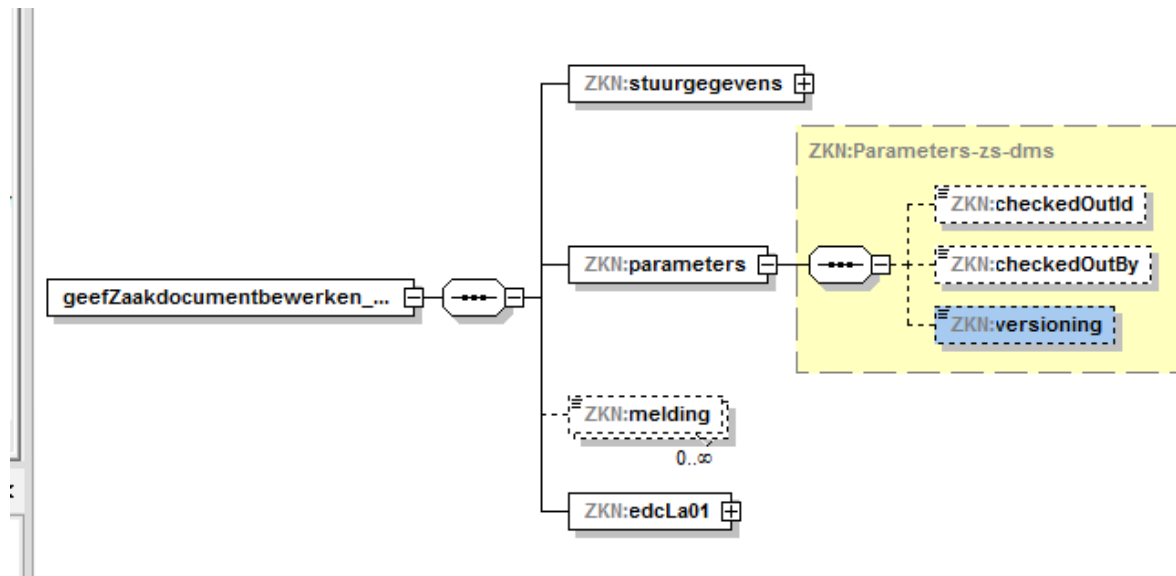 ZKN:stuurgegevens
ZKN:Parameters-zs-dms
ZKN:checkedOutId
ZKN:parameters
ZKN:checkedOutBy
geefZaakdocumentbewerken_...
ZKN:versioning
ZKN:melding
0..∞
ZKN:edcLa01